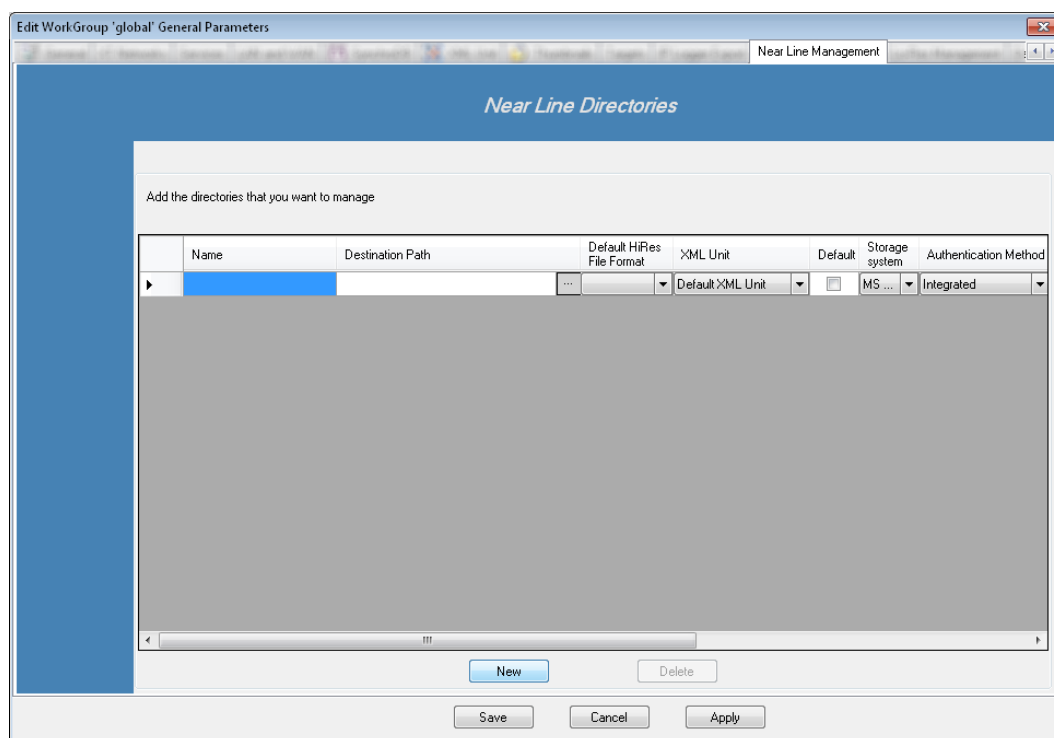 Edit WorkGroup 'global' General Parameters
Near Line Management
Near Line Directories
Add the directories that you want to manage
Name Destination Path Default HiRes File Format XML Unit Default Storage system Authentication Method
... Default XML Unit MS ... Integrated
New Delete
Save Cancel Apply